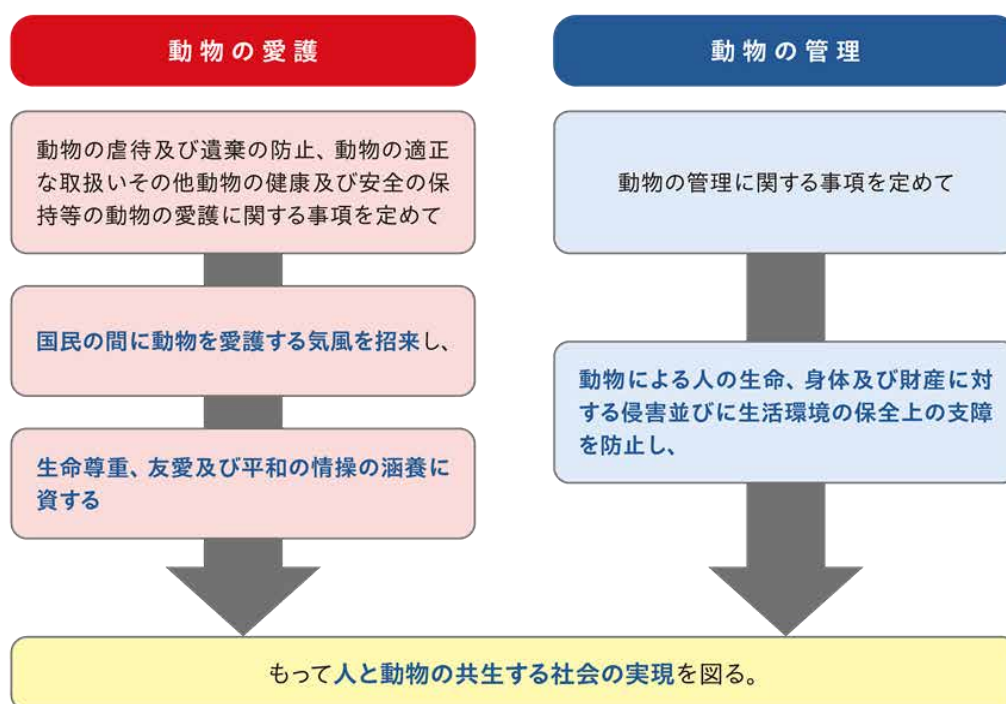 動物の愛護
動物の虐待及び遺棄の防止、動物の適正
な取扱いその他動物の健康及び安全の保
持等の動物の愛護に関する事項を定めて
国民の間に動物を愛護する気風を招来し、
生命尊重、友愛及び平和の情操の涵養に
資する
動物の管理
動物の管理に関する事項を定めて
動物による人の生命、身体及び財産に対
する侵害並びに生活環境の保全上の支障
を防止し、
もって人と動物の共生する社会の実現を図る。